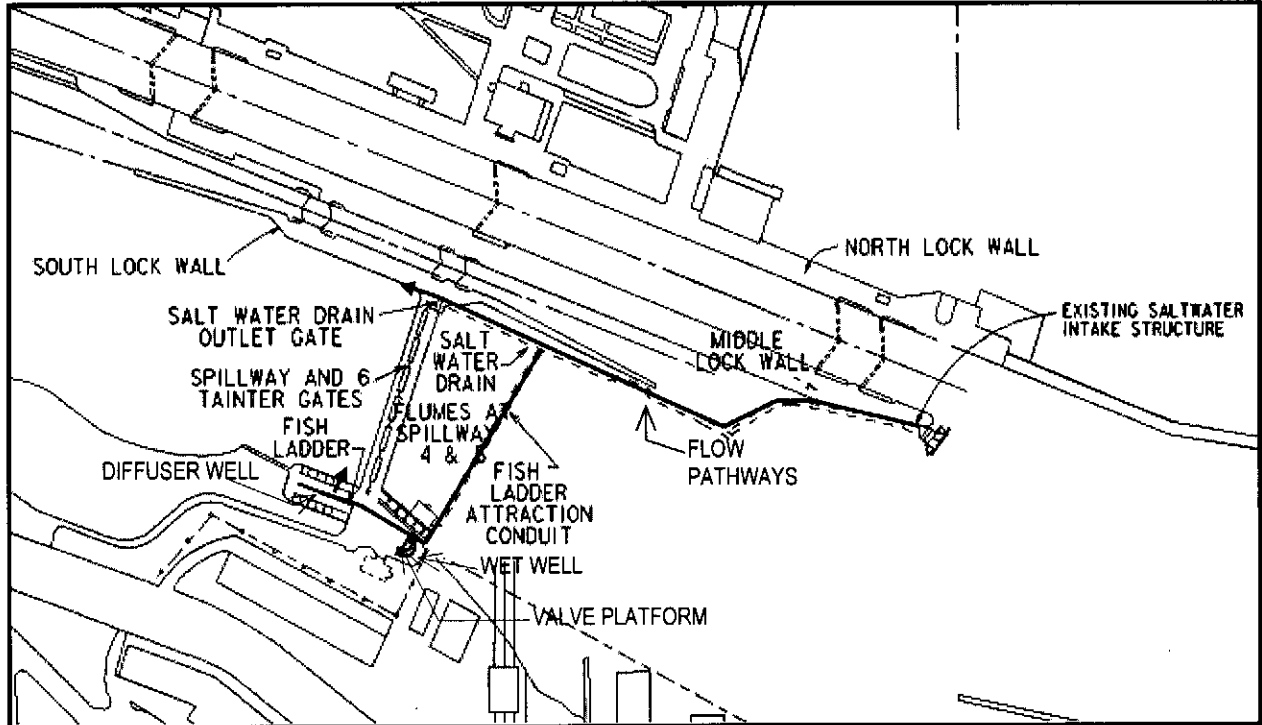 NORTH LOCK WALL
SOUTH LOCK WALL
EXISTING SALTWATER
INTAKE STRUCTURE
SALT WATER DRAIN
OUTLET GATE
SALT
WATER
DRAIN
MIDDLE
LOCK WALL
SPILLWAY AND 6
TAINTER GATES
FLUMES AT
SPILLWAY
4 &
FISH
LADDER
FLOW
PATHWAYS
DIFFUSER WELL
FISH
LADDER
ATTRACTION
CONDUIT
WET WELL
VALVE PLATFORM